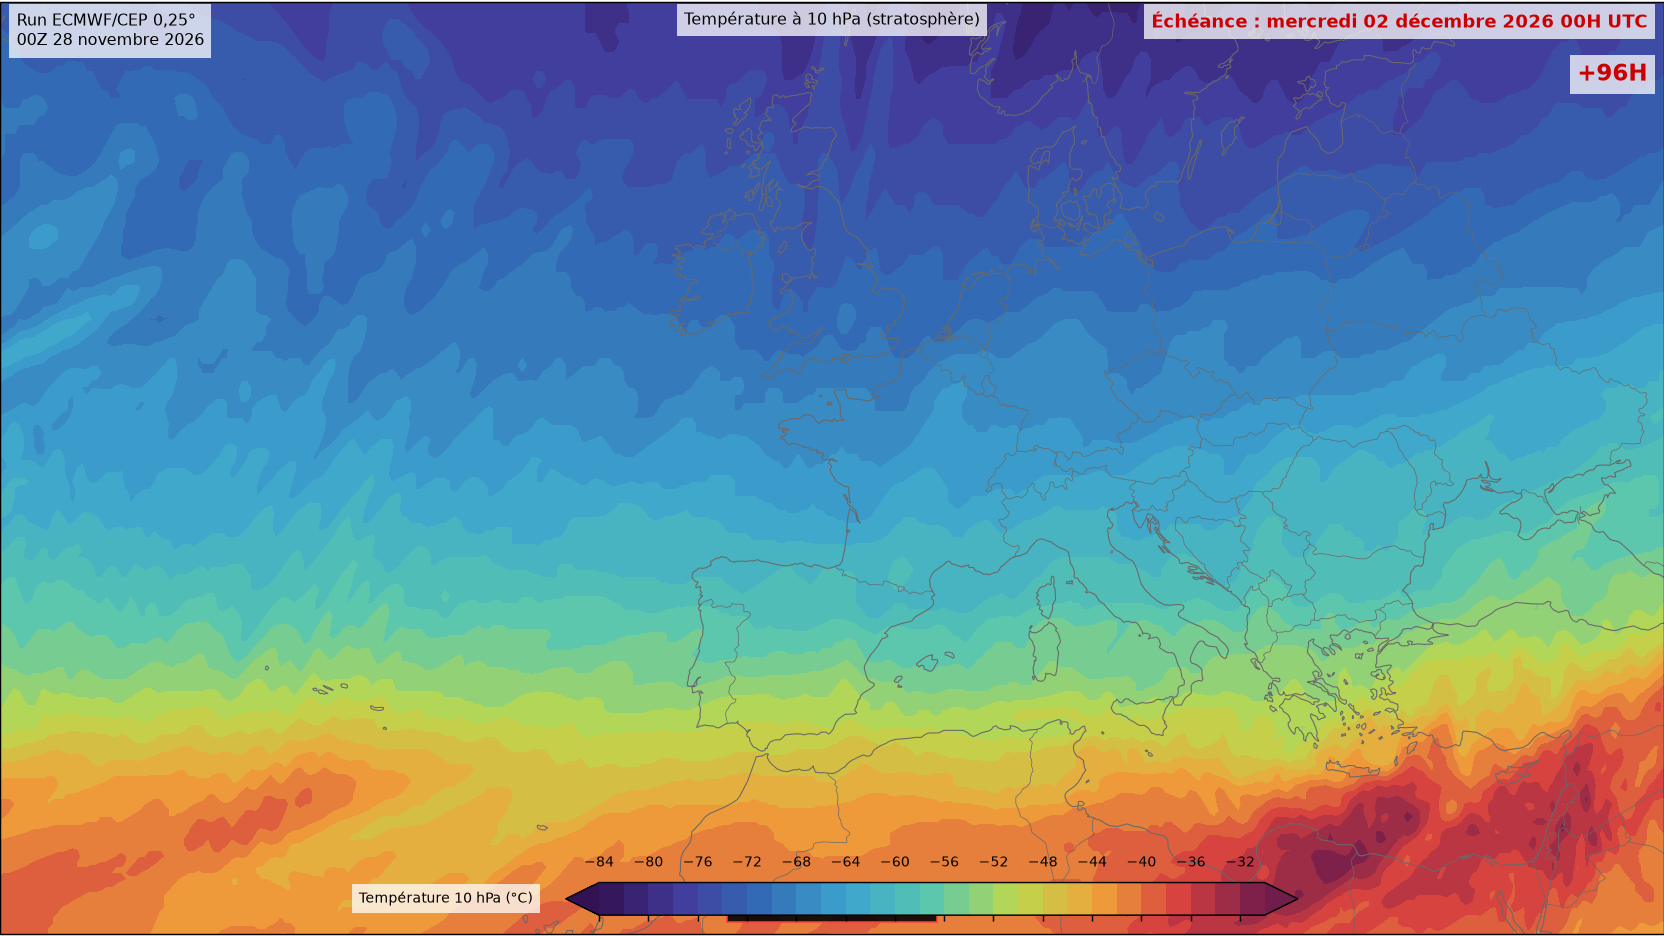 Run ECMWF/CEP 0,25°
00Z 28 novembre 2026
Température à 10 hPa (stratosphère)
Échéance : mercredi 02 décembre 2026 00H UTC
+96H
−84 −80 −76 −72 −68 −64 −60 −56 −52 −48 −44 −40 −36 −32
Température 10 hPa (°C)